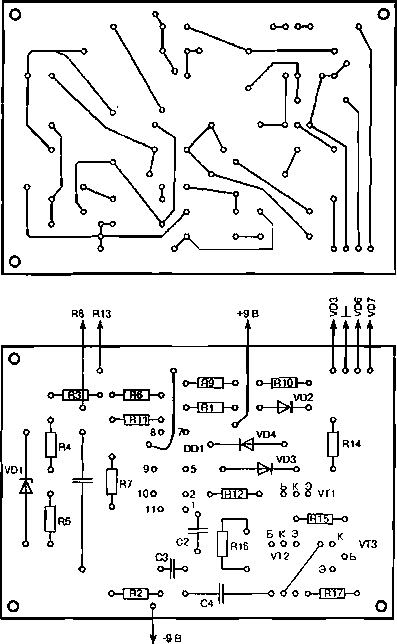 R8 R13 +9 В VD3 ⊥ VD6 VD7
R9 R10
R3 R6 VD2
R11 R1
8 7 VD4
R4 DD1 R14
VD1 9 5 VD3
R7 Б К Э
10 2 R12 VT1
R5 11 1 R15
C2 R16 Б К Э К
VT2 VT3
C3 Б
Э
R2 C4 R17
-9 В